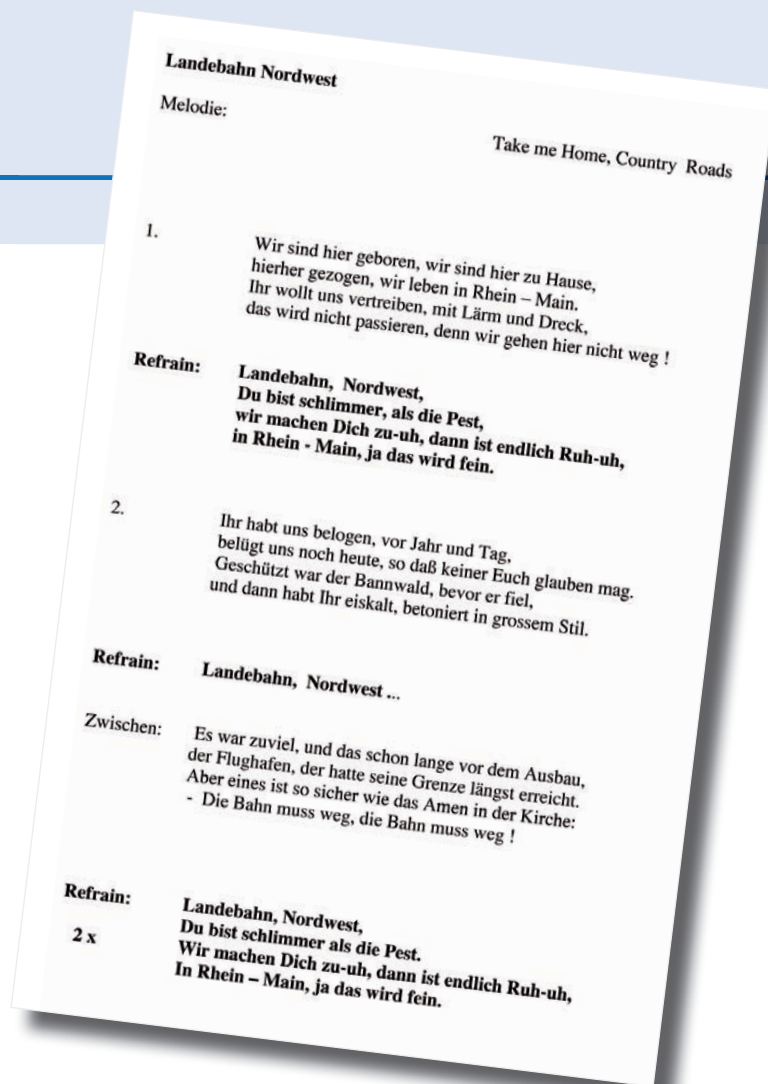 Landebahn Nordwest
Melodie:
Take me Home, Country Roads
1.
Wir sind hier geboren, wir sind hier zu Hause,
hierher gezogen, wir leben in Rhein – Main.
Ihr wollt uns vertreiben, mit Lärm und Dreck,
das wird nicht passieren, denn wir gehen hier nicht weg !
Refrain:
Landebahn, Nordwest,
Du bist schlimmer, als die Pest,
wir machen Dich zu-uh, dann ist endlich Ruh-uh,
in Rhein - Main, ja das wird fein.
2.
Ihr habt uns belogen, vor Jahr und Tag,
belügt uns noch heute, so daß keiner Euch glauben mag.
Geschützt war der Bannwald, bevor er fiel,
und dann habt Ihr eiskalt, betoniert in grossem Stil.
Refrain: Landebahn, Nordwest ...
Zwischen:
Es war zuviel, und das schon lange vor dem Ausbau,
der Flughafen, der hatte seine Grenze längst erreicht.
Aber eines ist so sicher wie das Amen in der Kirche:
- Die Bahn muss weg, die Bahn muss weg !
Refrain:
2 x
Landebahn, Nordwest,
Du bist schlimmer als die Pest.
Wir machen Dich zu-uh, dann ist endlich Ruh-uh,
In Rhein – Main, ja das wird fein.